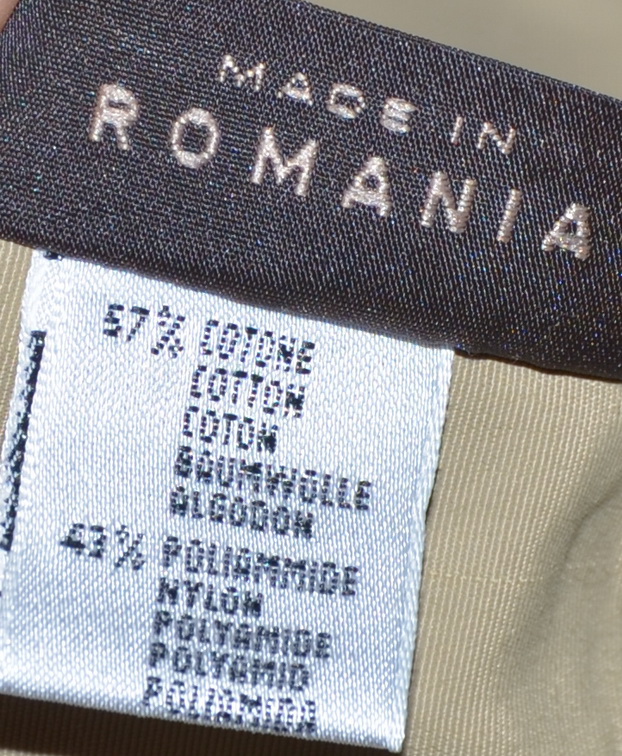 MADE IN
ROMANIA
57% COTONE
COTTON
COTON
BAUMWOLLE
ALGODON
43% POLIAMMIDE
NYLON
POLYAMIDE
POLYAMID
POLIAMIDA